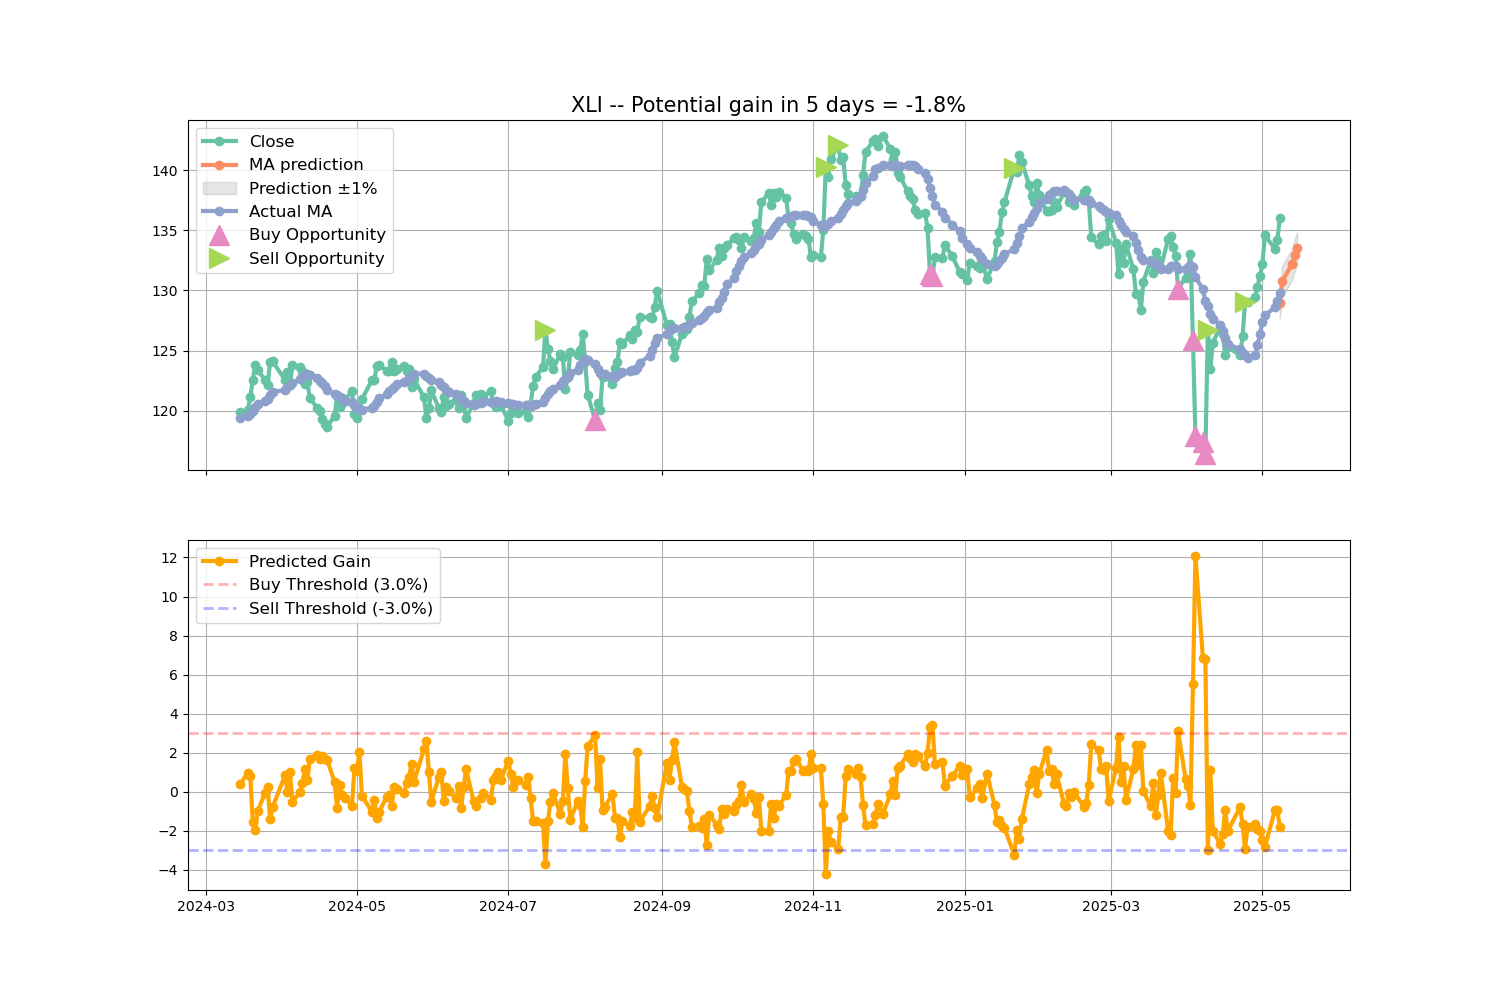 XLI -- Potential gain in 5 days = -1.8%
Close
MA prediction
Prediction ±1%
Actual MA
Buy Opportunity
Sell Opportunity
140
135
130
125
120
Predicted Gain
Buy Threshold (3.0%)
Sell Threshold (-3.0%)
12
10
8
6
4
2
0
−2
−4
2024-03
2024-05
2024-07
2024-09
2024-11
2025-01
2025-03
2025-05